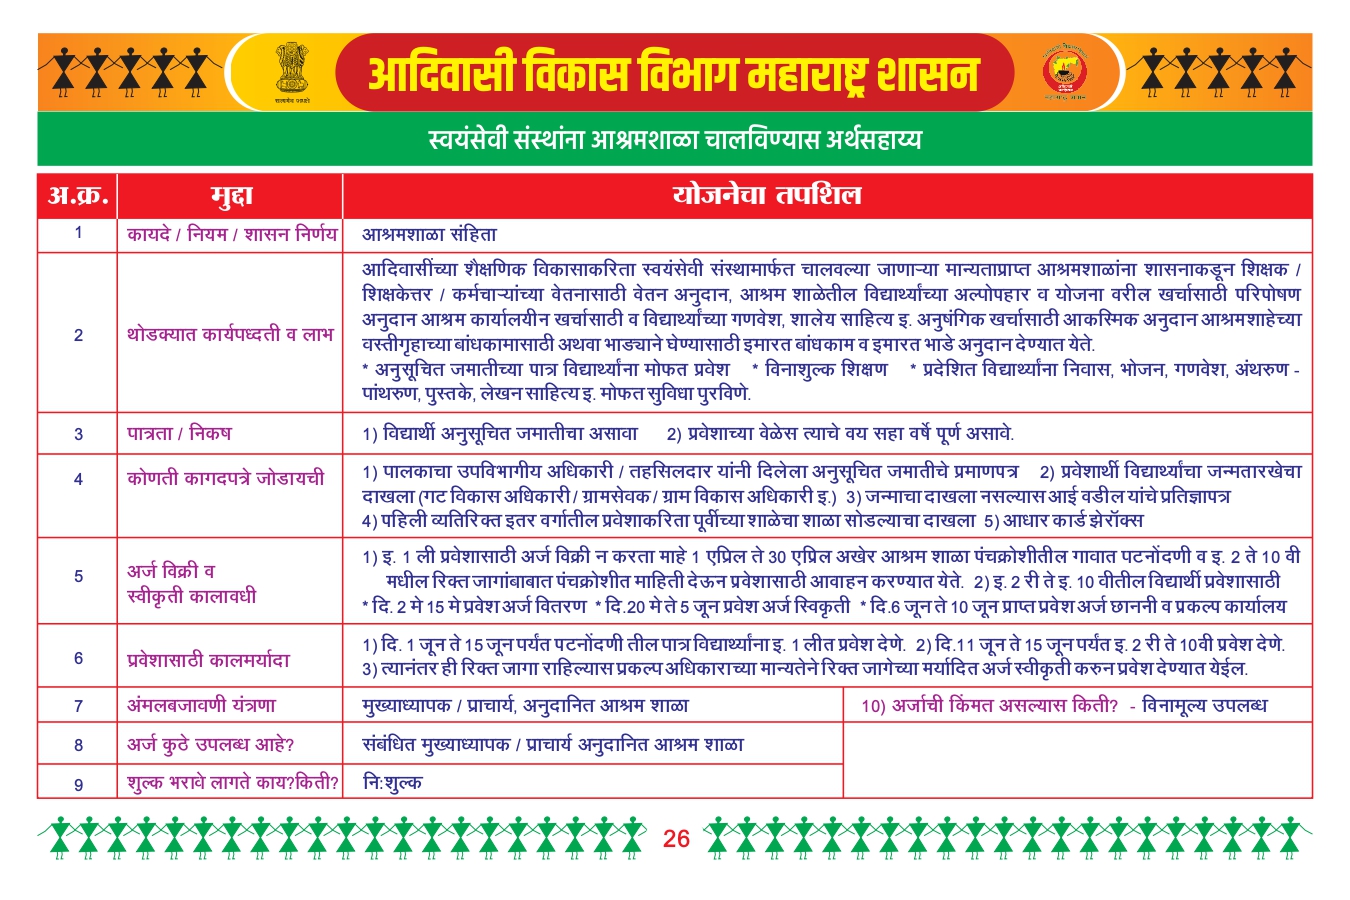 आदिवासी विकास विभाग महाराष्ट्र शासन
सत्यमेव जयते
स्वयंसेवी संस्थांना आश्रमशाळा चालविण्यास अर्थसहाय्य
अ.क्र. मुद्दा योजनेचा तपशिल
1 कायदे / नियम / शासन निर्णय आश्रमशाळा संहिता
2 थोडक्यात कार्यपध्दती व लाभ
आदिवासींच्या शैक्षणिक विकासाकरिता स्वयंसेवी संस्थामार्फत चालवल्या जाणाऱ्या मान्यताप्राप्त आश्रमशाळांना शासनाकडून शिक्षक /
शिक्षकेत्तर / कर्मचाऱ्यांच्या वेतनासाठी वेतन अनुदान, आश्रम शाळेतील विद्यार्थ्यांच्या अल्पोपहार व योजना वरील खर्चासाठी परिपोषण
अनुदान आश्रम कार्यालयीन खर्चासाठी व विद्यार्थ्यांच्या गणवेश, शालेय साहित्य इ. अनुषंगिक खर्चासाठी आकस्मिक अनुदान आश्रमशाहेच्या
वस्तीगृहाच्या बांधकामासाठी अथवा भाड्याने घेण्यासाठी इमारत बांधकाम व इमारत भाडे अनुदान देण्यात येते.
* अनुसूचित जमातीच्या पात्र विद्यार्थ्यांना मोफत प्रवेश * विनाशुल्क शिक्षण * प्रदेशित विद्यार्थ्यांना निवास, भोजन, गणवेश, अंथरुण -
पांथरुण, पुस्तके, लेखन साहित्य इ. मोफत सुविधा पुरविणे.
3 पात्रता / निकष 1) विद्यार्थी अनुसूचित जमातीचा असावा 2) प्रवेशाच्या वेळेस त्याचे वय सहा वर्षे पूर्ण असावे.
4 कोणती कागदपत्रे जोडायची 1) पालकाचा उपविभागीय अधिकारी / तहसिलदार यांनी दिलेला अनुसूचित जमातीचे प्रमाणपत्र 2) प्रवेशार्थी विद्यार्थ्यांचा जन्मतारखेचा
दाखला (गट विकास अधिकारी / ग्रामसेवक / ग्राम विकास अधिकारी इ.) 3) जन्माचा दाखला नसल्यास आई वडील यांचे प्रतिज्ञापत्र
4) पहिली व्यतिरिक्त इतर वर्गातील प्रवेशाकरिता पूर्वीच्या शाळेचा शाळा सोडल्याचा दाखला 5) आधार कार्ड झेरॉक्स
5 अर्ज विक्री व
स्वीकृती कालावधी
1) इ. 1 ली प्रवेशासाठी अर्ज विक्री न करता माहे 1 एप्रिल ते 30 एप्रिल अखेर आश्रम शाळा पंचक्रोशीतील गावात पटनोंदणी व इ. 2 ते 10 वी
मधील रिक्त जागांबाबात पंचक्रोशीत माहिती देऊन प्रवेशासाठी आवाहन करण्यात येते. 2) इ. 2 री ते इ. 10 वीतील विद्यार्थी प्रवेशासाठी
* दि. 2 मे 15 मे प्रवेश अर्ज वितरण * दि.20 मे ते 5 जून प्रवेश अर्ज स्विकृती * दि.6 जून ते 10 जून प्राप्त प्रवेश अर्ज छाननी व प्रकल्प कार्यालय
6 प्रवेशासाठी कालमर्यादा 1) दि. 1 जून ते 15 जून पर्यंत पटनोंदणी तील पात्र विद्यार्थ्यांना इ. 1 लीत प्रवेश देणे. 2) दि.11 जून ते 15 जून पर्यंत इ. 2 री ते 10वी प्रवेश देणे.
3) त्यानंतर ही रिक्त जागा राहिल्यास प्रकल्प अधिकाराच्या मान्यतेने रिक्त जागेच्या मर्यादित अर्ज स्वीकृती करुन प्रवेश देण्यात येईल.
7 अंमलबजावणी यंत्रणा मुख्याध्यापक / प्राचार्य, अनुदानित आश्रम शाळा 10) अर्जाची किंमत असल्यास किती? - विनामूल्य उपलब्ध
8 अर्ज कुठे उपलब्ध आहे? संबंधित मुख्याध्यापक / प्राचार्य अनुदानित आश्रम शाळा
9 शुल्क भरावे लागते काय?किती? नि:शुल्क
26